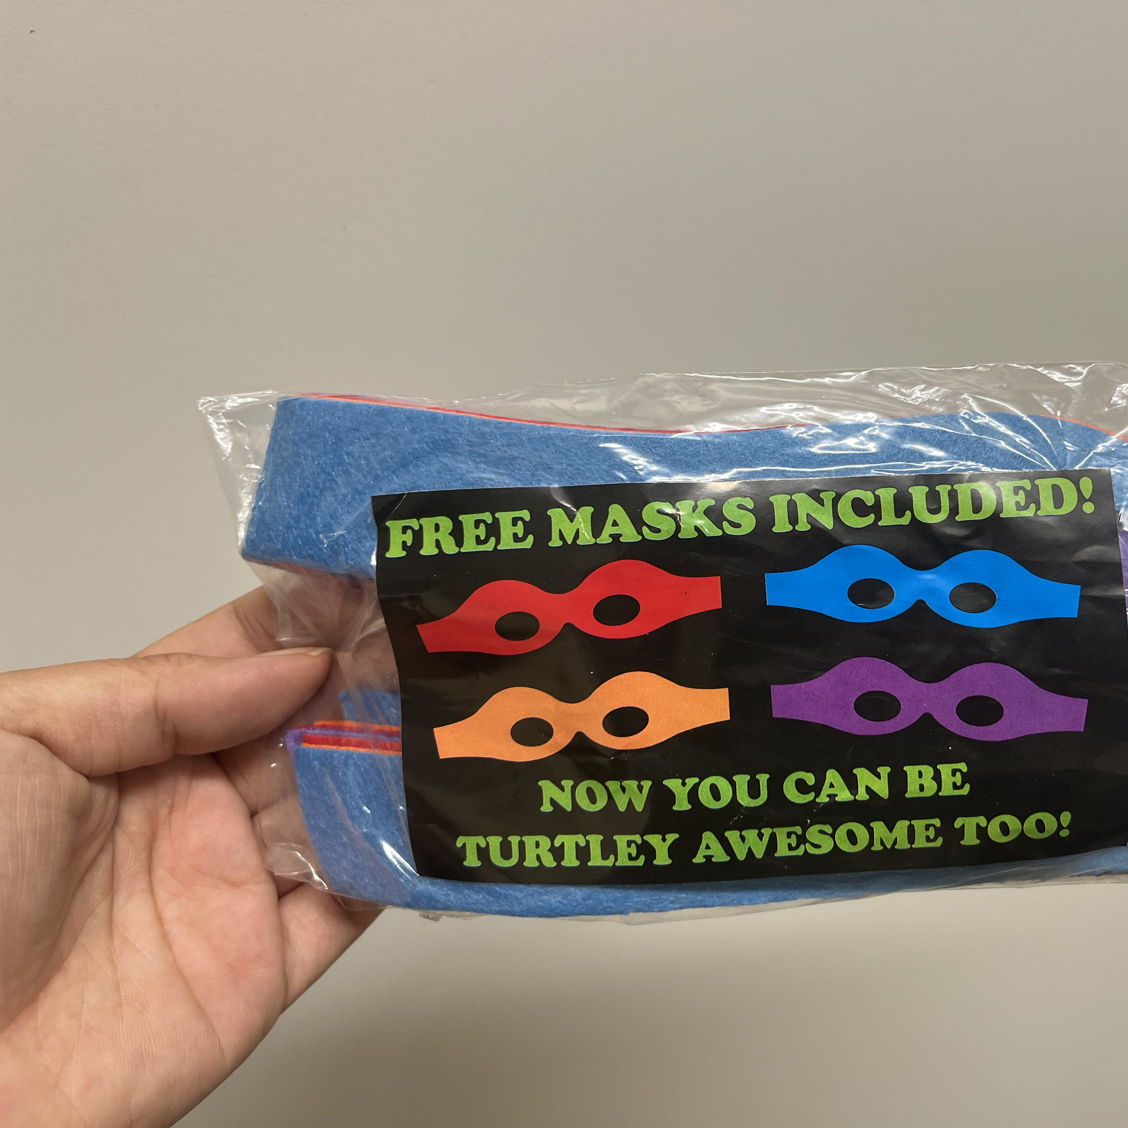 FREE MASKS INCLUDED!
NOW YOU CAN BE
TURTLEY AWESOME TOO!